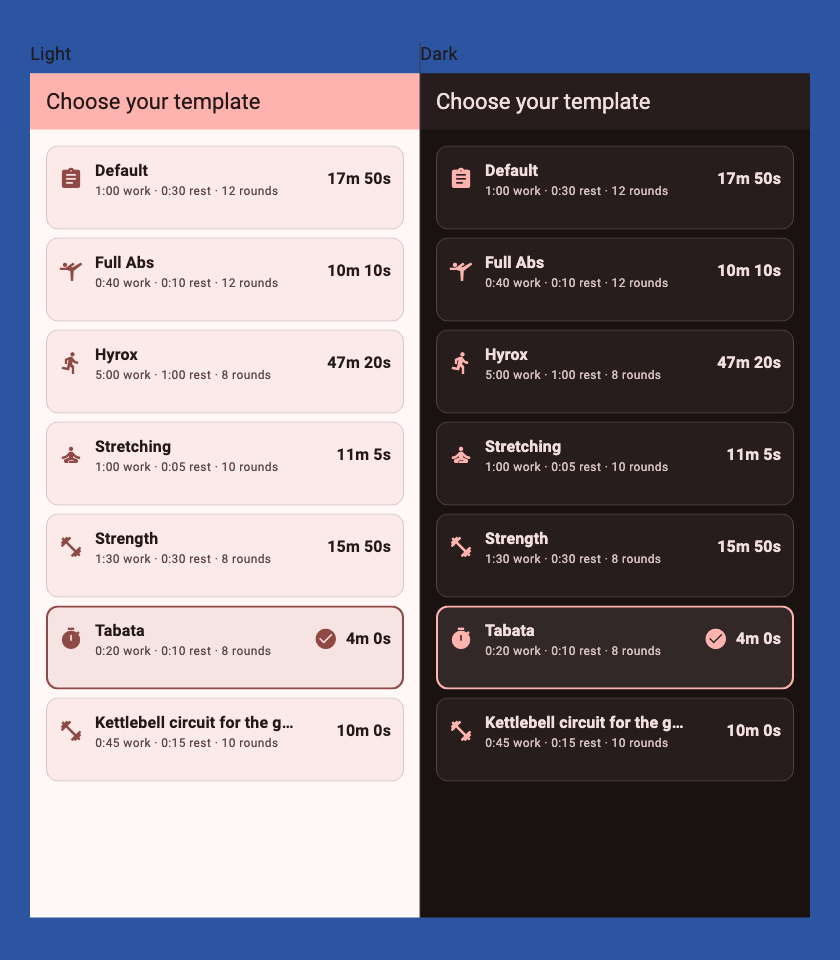 Light
Choose your template
Default
1:00 work · 0:30 rest · 12 rounds
17m 50s
Full Abs
0:40 work · 0:10 rest · 12 rounds
10m 10s
Hyrox
5:00 work · 1:00 rest · 8 rounds
47m 20s
Stretching
1:00 work · 0:05 rest · 10 rounds
11m 5s
Strength
1:30 work · 0:30 rest · 8 rounds
15m 50s
Tabata
0:20 work · 0:10 rest · 8 rounds
4m 0s
Kettlebell circuit for the g...
0:45 work · 0:15 rest · 10 rounds
10m 0s
Dark
Choose your template
Default
1:00 work · 0:30 rest · 12 rounds
17m 50s
Full Abs
0:40 work · 0:10 rest · 12 rounds
10m 10s
Hyrox
5:00 work · 1:00 rest · 8 rounds
47m 20s
Stretching
1:00 work · 0:05 rest · 10 rounds
11m 5s
Strength
1:30 work · 0:30 rest · 8 rounds
15m 50s
Tabata
0:20 work · 0:10 rest · 8 rounds
4m 0s
Kettlebell circuit for the g...
0:45 work · 0:15 rest · 10 rounds
10m 0s